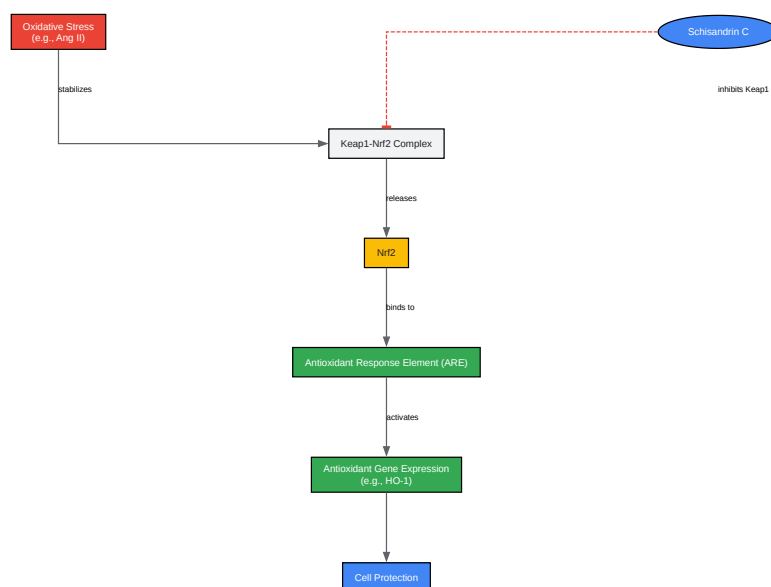 Oxidative Stress
(e.g., Ang II)
Schisandrin C
stabilizes
inhibits Keap1
Keap1-Nrf2 Complex
releases
Nrf2
binds to
Antioxidant Response Element (ARE)
activates
Antioxidant Gene Expression
(e.g., HO-1)
Cell Protection